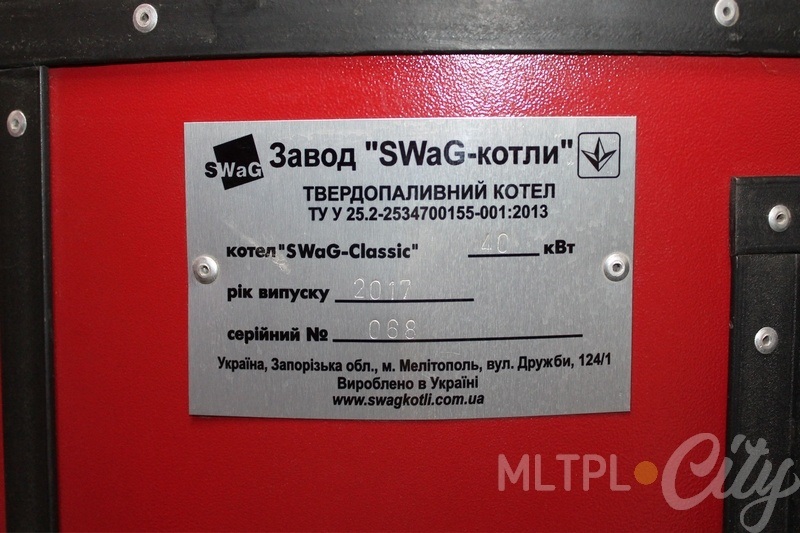 SWaG
Завод "SWaG-котли"
ТВЕРДОПАЛИВНИЙ КОТЕЛ
ТУ У 25.2-2534700155-001:2013
котел "SWaG-Classic" 40 кВт
рік випуску 2017
серійний № 068
Україна, Запорізька обл., м. Мелітополь, вул. Дружби, 124/1
Вироблено в Україні
www.swagkotli.com.ua
MLTPL.City